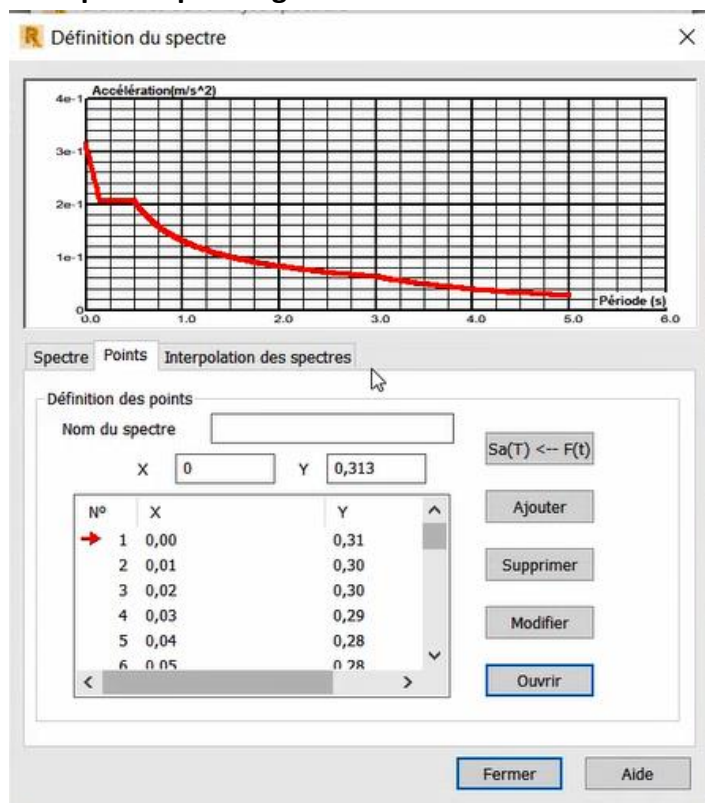 Définition du spectre
Accélération(m/s^2)
4e-1
3e-1
2e-1
1e-1
0
0.0 1.0 2.0 3.0 4.0 5.0 6.0
Période (s)
Spectre Points Interpolation des spectres
Définition des points
Nom du spectre
Sa(T) <-- F(t)
X 0 Y 0,313
Nº X Y
1 0,00 0,31
2 0,01 0,30
3 0,02 0,30
4 0,03 0,29
5 0,04 0,28
6 0,05 0,28
Ajouter
Supprimer
Modifier
Ouvrir
Fermer Aide